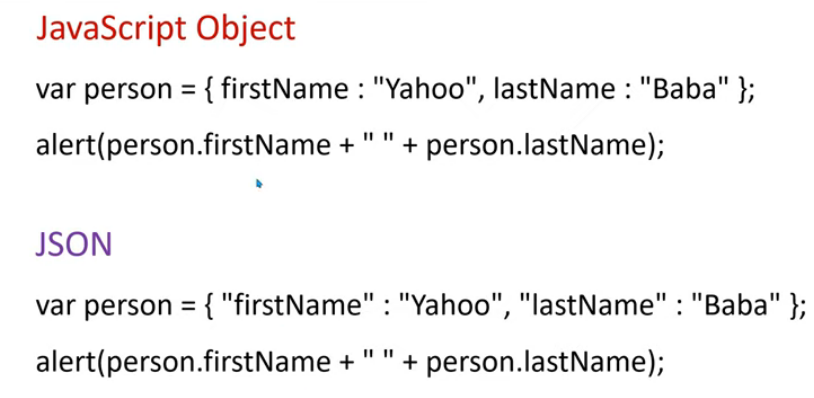 JavaScript Object
var person = { firstName : "Yahoo", lastName : "Baba" };
alert(person.firstName + " " + person.lastName);
JSON
var person = { "firstName" : "Yahoo", "lastName" : "Baba" };
alert(person.firstName + " " + person.lastName);